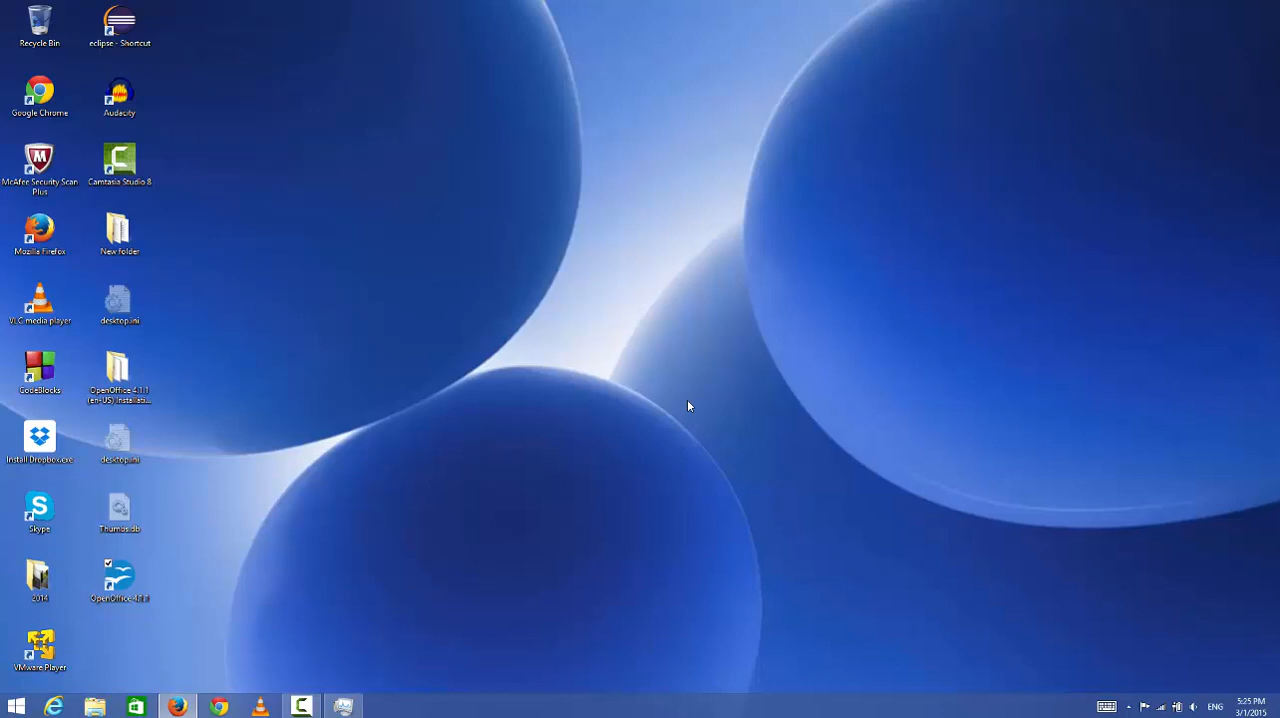 Recycle Bin
eclipse - Shortcut
Google Chrome
Audacity
McAfee Security Scan
Plus
Camtasia Studio 8
Mozilla Firefox
New folder
VLC media player
desktop.ini
CodeBlocks
OpenOffice 4.1.1
(en-US) Installati...
Install Dropbox.exe
desktop.ini
Skype
Thumbs.db
2014
OpenOffice 4.1.1
VMware Player
ENG
5:25 PM
3/1/2015